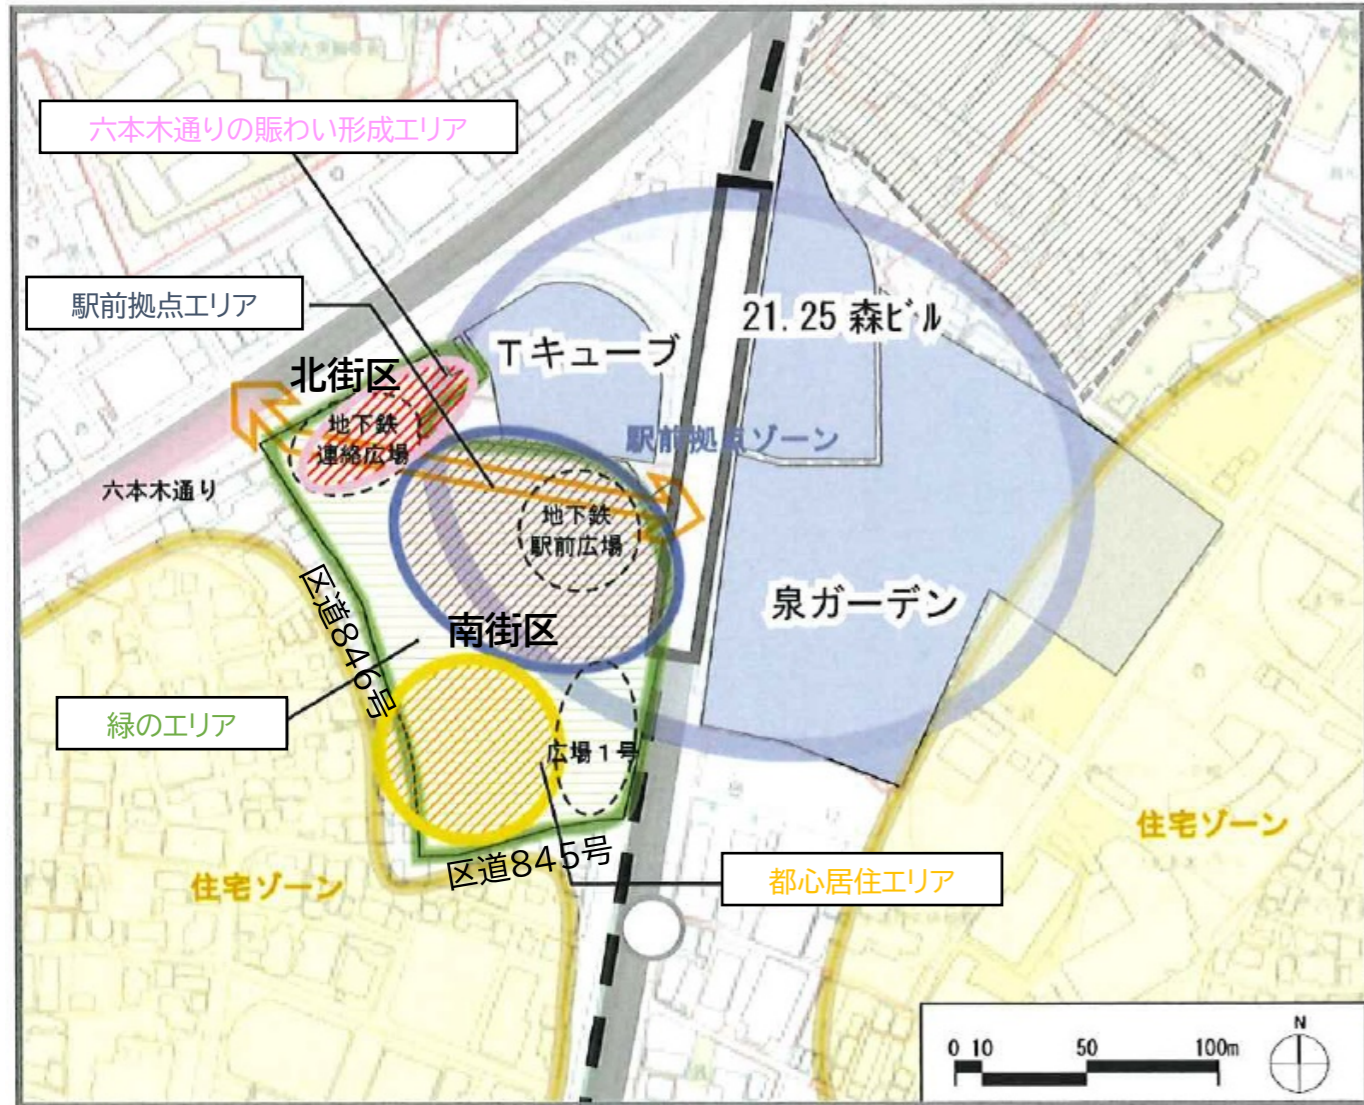 六本木通りの賑わい形成エリア
駅前拠点エリア
21.25 森ビル
Tキューブ
北街区
地下鉄
連絡広場
駅前拠点ゾーン
六本木通り
地下鉄
駅前広場
泉ガーデン
区道846号
南街区
緑のエリア
広場1号
住宅ゾーン
区道845号
都心居住エリア
住宅ゾーン
N
0 10 50 100m